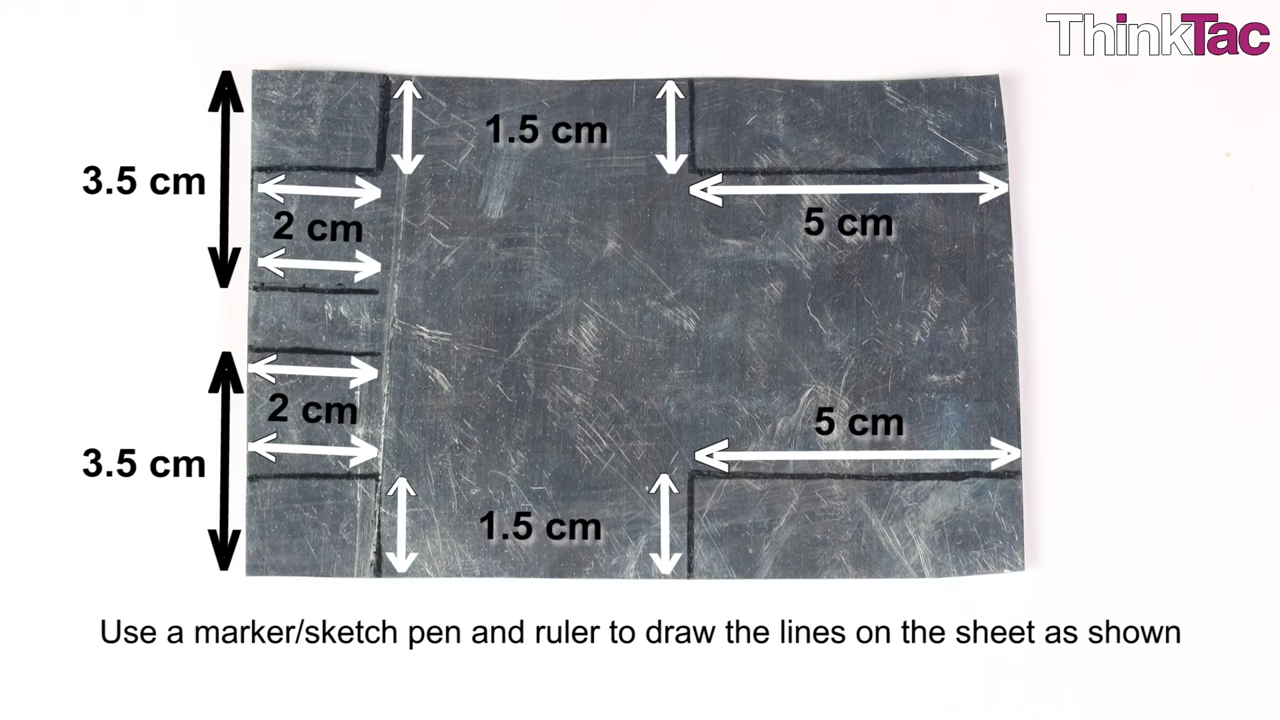 ThinkTac
1.5 cm
3.5 cm
2 cm
5 cm
2 cm
5 cm
3.5 cm
1.5 cm
Use a marker/sketch pen and ruler to draw the lines on the sheet as shown